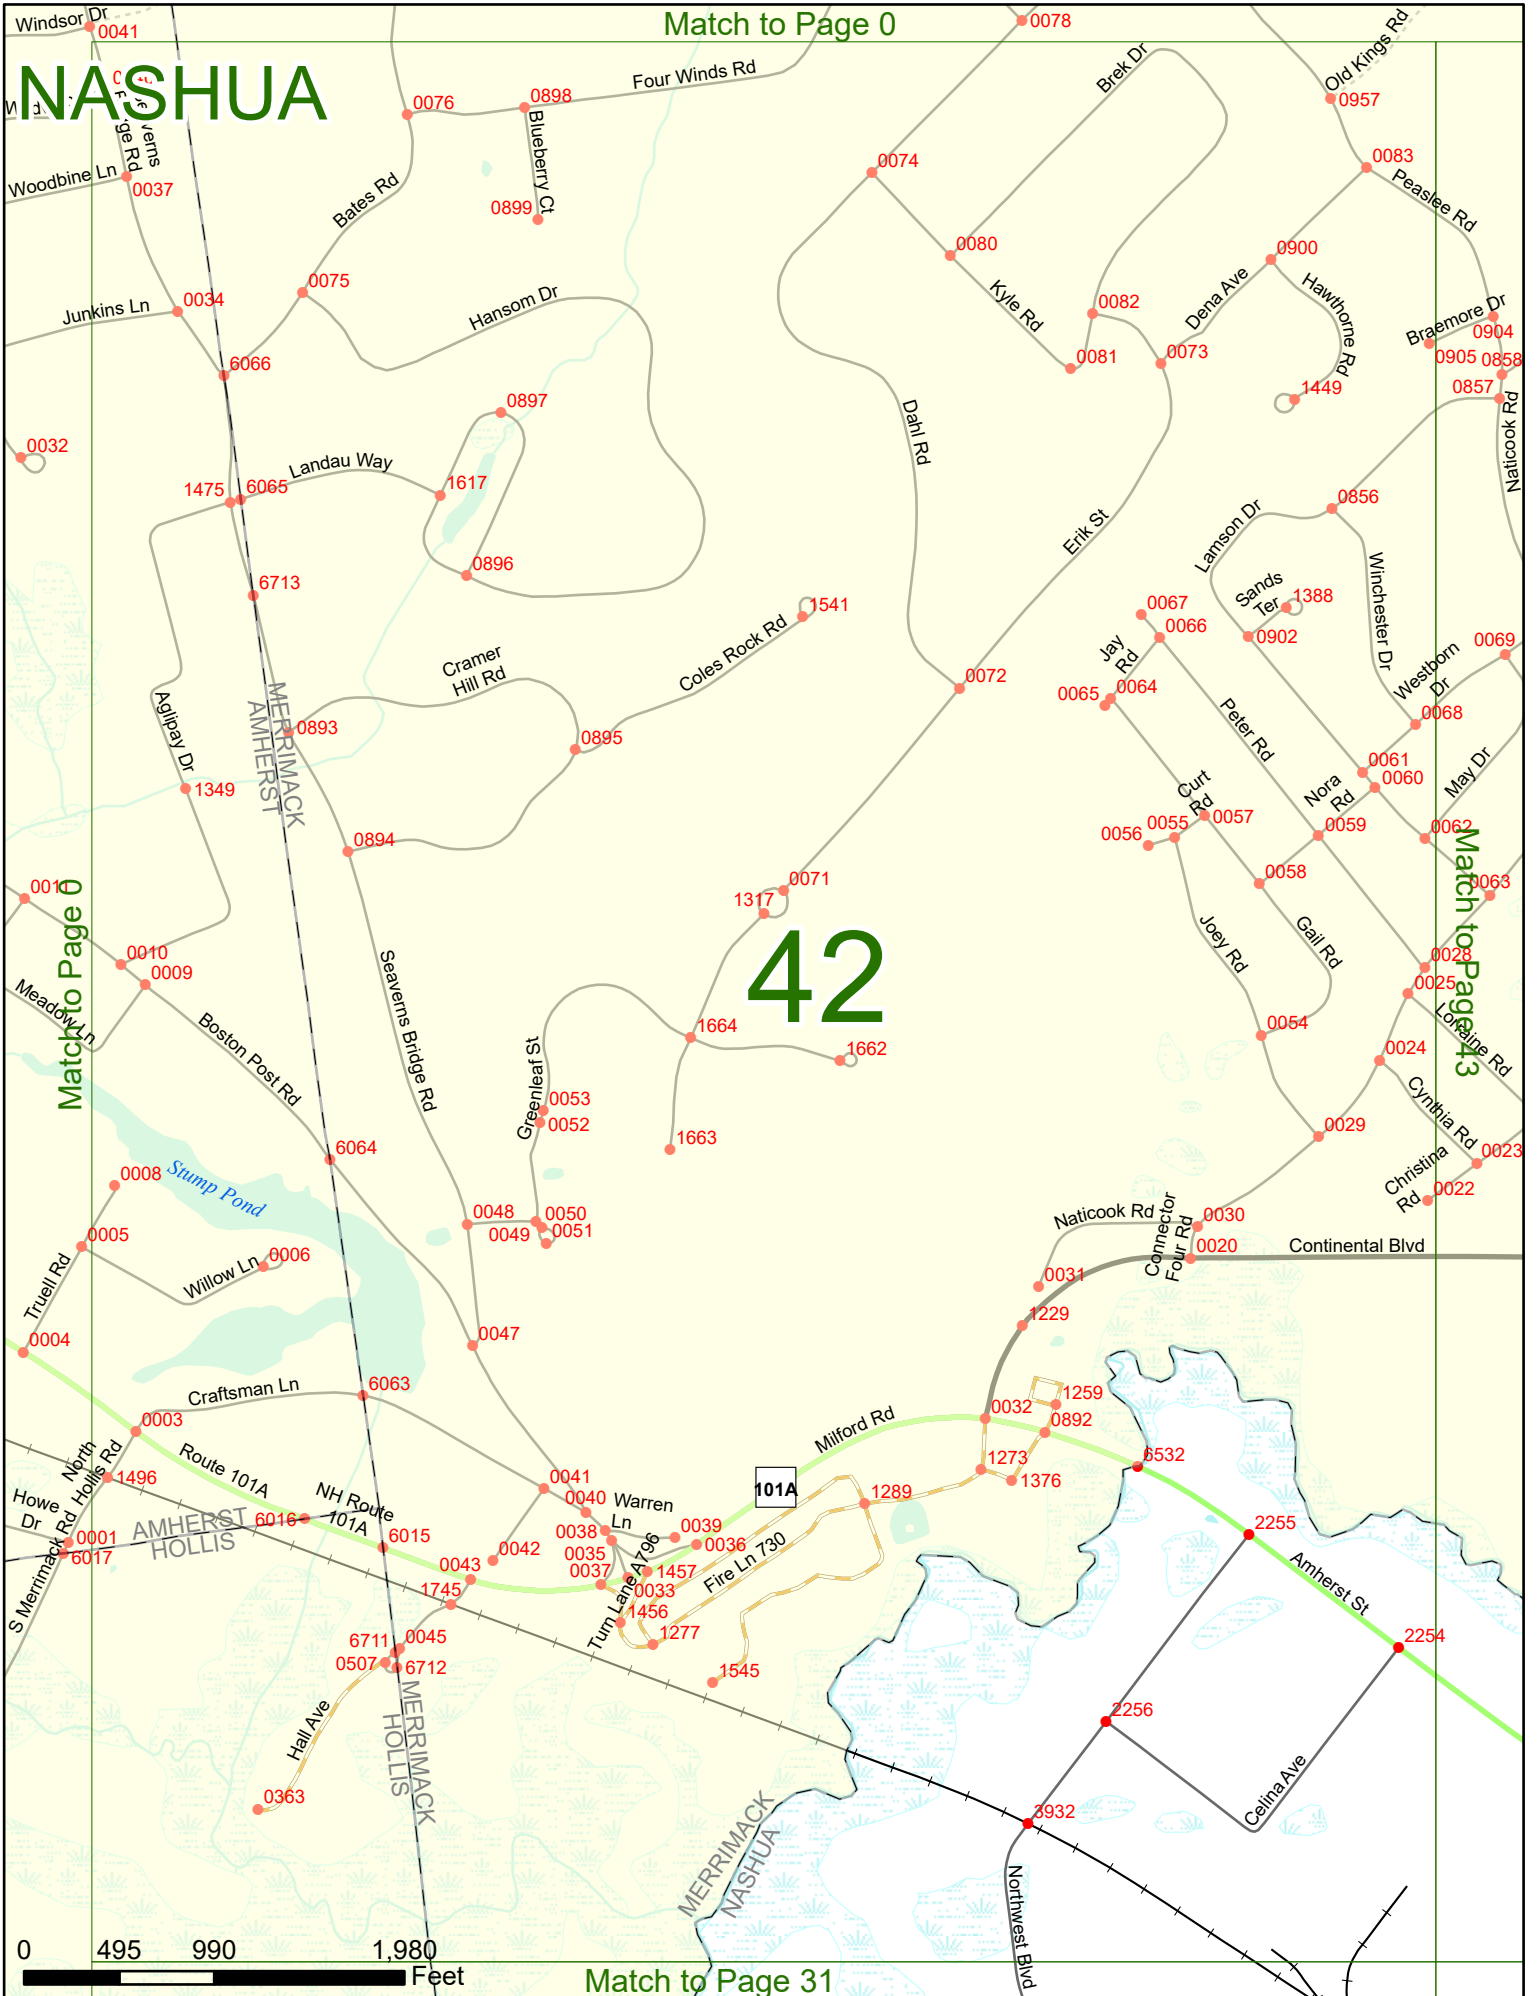 Windsor Dr
0041
Match to Page 0
0078
Old Kings Rd
NASHUA
Four Winds Rd
Brek Dr
0076
0898
0957
Blueberry Ct
Woodbine Ln
0037
Bates Rd
0899
0074
0083
Peaslee Rd
0080
0900
Junkins Ln
0034
0075
Hansom Dr
Kyle Rd
0082
Dena Ave
Hawthorne Rd
Braemore Dr
0904
0905
0858
6066
0081
0073
0857
1449
Naticook Rd
0897
Dahl Rd
0032
Landau Way
1475
6065
1617
0856
Lamson Dr
Erik St
Winchester Dr
0896
6713
1541
Sands
Ter
1388
0067
0066
0902
0069
Cramer
Hill Rd
Coles Rock Rd
Jay
Rd
Westborn
Dr
0072
0065
0064
Aglipay Dr
MERRIMACK
AMHERST
0893
0895
Peter Rd
0068
0061
0060
May Dr
1349
Curt
Rd
Nora
Rd
0057
0059
0062
0056
0055
0894
0058
0063
0011
Match to Page 0
0071
1317
42
Match to Page 43
0010
0009
Seaverns Bridge Rd
Joey Rd
Gail Rd
0028
0025
Meadow Ln
Boston Post Rd
1664
1662
0054
Lorraine Rd
0024
Greenleaf St
0053
0052
1663
0029
Cynthia Rd
6064
0008
Stump Pond
0023
Christina
Rd
0022
0048
0050
0049
0051
Naticook Rd
Connector
Four Rd
0030
0020
Continental Blvd
0005
Truell Rd
Willow Ln
0006
0031
1229
0004
0047
Craftsman Ln
6063
1259
0003
0032
0892
Milford Rd
North
Hollis Rd
1496
Route 101A
NH Route
101A
1273
1376
6532
101A
1289
Howe
Dr
0001
6017
AMHERST
HOLLIS
6016
6015
0041
0040
Warren
Ln
0038
0039
0036
0035
0042
0043
0037
0033
1457
Fire Ln 730
2255
Amherst St
S Merrimack Rd
1745
Turn Lane A796
1456
1277
6711
0045
0507
6712
1545
2254
Hall Ave
MERRIMACK
HOLLIS
2256
0363
MERRIMACK
NASHUA
3932
Celina Ave
Northwest Blvd
0
495
990
1,980
Feet
Match to Page 31